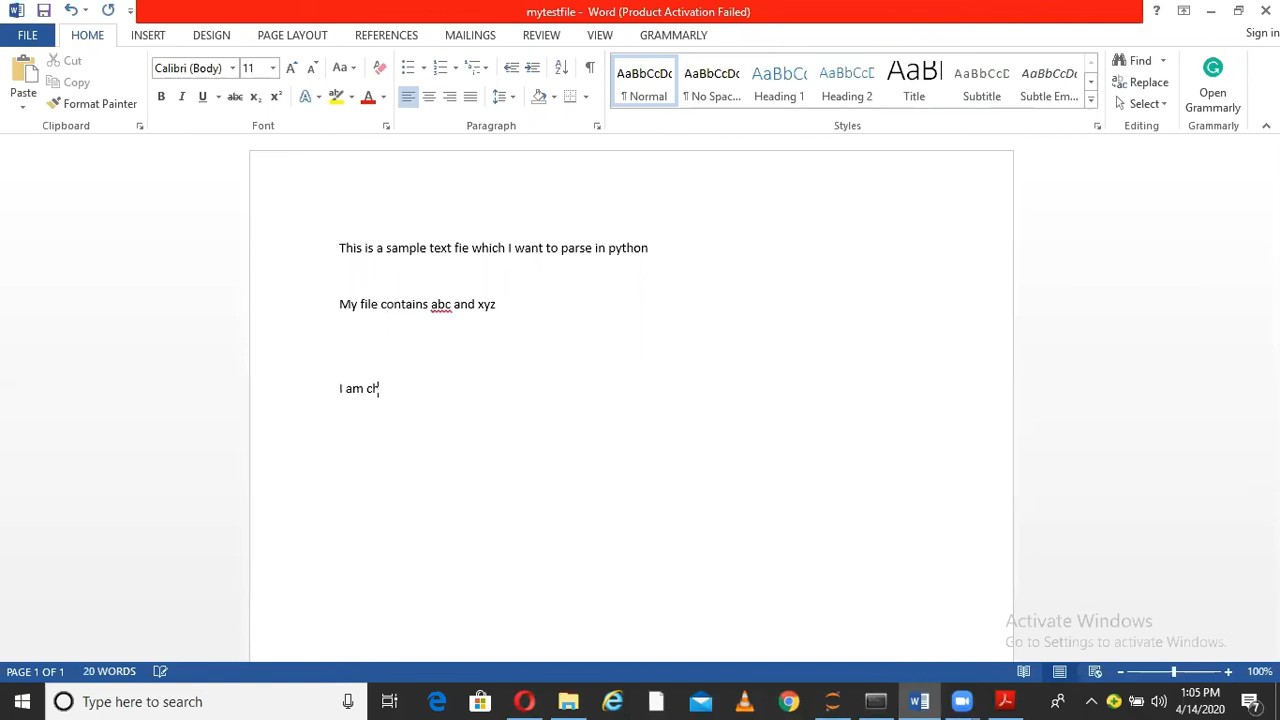 mytestfile - Word (Product Activation Failed)
?
FILE HOME INSERT DESIGN PAGE LAYOUT REFERENCES MAILINGS REVIEW VIEW GRAMMARLY Sign in
Paste Cut Copy Format Painter
Clipboard
Calibri (Body) 11
Font
Paragraph
AaBbCcDc AaBbCcDc AaBbCc AaBbCcC AaBl AaBbCcD AaBbCcDc
¶ Normal ¶ No Spac... Heading 1 Heading 2 Title Subtitle Subtle Em...
Styles
Find
Replace
Select
Editing
Open Grammarly
Grammarly
This is a sample text fie which I want to parse in python
My file contains abc and xyz
I am ch
Activate Windows
Go to Settings to activate Windows.
PAGE 1 OF 1 20 WORDS 100%
Type here to search
1:05 PM
4/14/2020
7